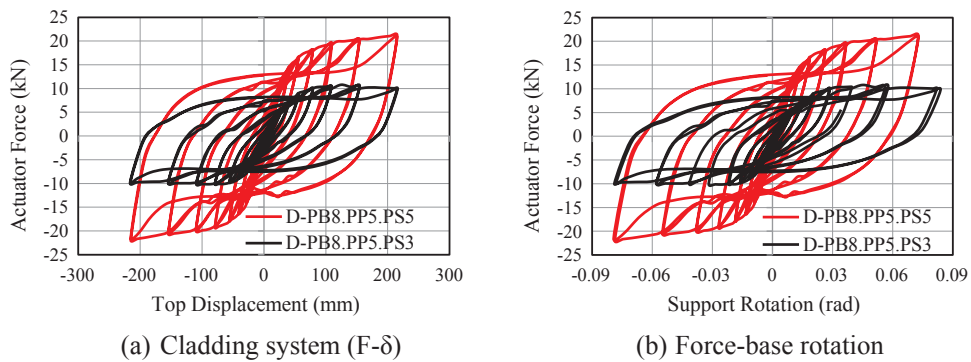 Actuator Force (kN)
25
20
15
10
5
0
-5
-10
-15
-20
-25
D-PB8.PP5.PS5
D-PB8.PP5.PS3
-300 -200 -100 0 100 200 300
Top Displacement (mm)
(a) Cladding system (F-δ)
Actuator Force (kN)
25
20
15
10
5
0
-5
-10
-15
-20
-25
D-PB8.PP5.PS5
D-PB8.PP5.PS3
-0.09 -0.06 -0.03 0 0.03 0.06 0.09
Support Rotation (rad)
(b) Force-base rotation